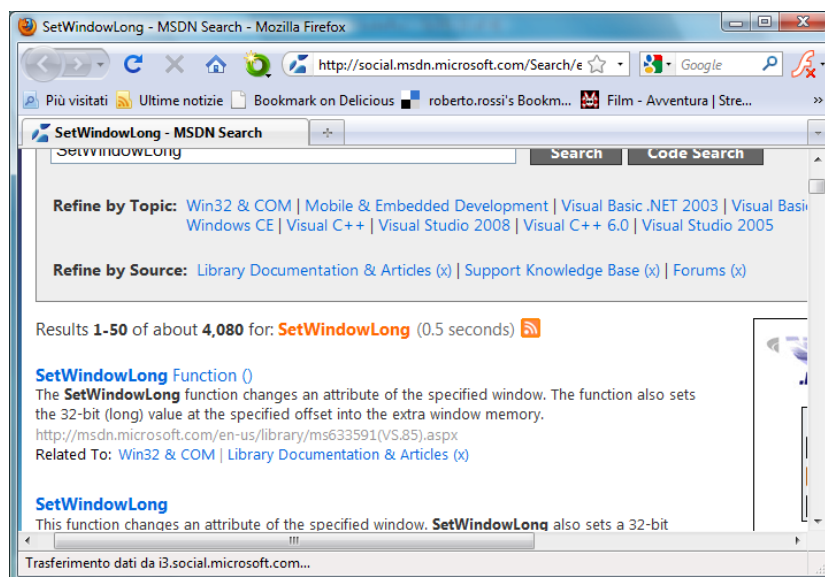 SetWindowLong - MSDN Search - Mozilla Firefox
http://social.msdn.microsoft.com/Search/e
Google
Più visitati Ultime notizie Bookmark on Delicious roberto.rossi's Bookm... Film - Avventura | Stre... »
SetWindowLong - MSDN Search
SetWindowLong Search Code Search
Refine by Topic: Win32 & COM | Mobile & Embedded Development | Visual Basic .NET 2003 | Visual Basi
Windows CE | Visual C++ | Visual Studio 2008 | Visual C++ 6.0 | Visual Studio 2005
Refine by Source: Library Documentation & Articles (x) | Support Knowledge Base (x) | Forums (x)
Results 1-50 of about 4,080 for: SetWindowLong (0.5 seconds)
SetWindowLong Function ()
The SetWindowLong function changes an attribute of the specified window. The function also sets
the 32-bit (long) value at the specified offset into the extra window memory.
http://msdn.microsoft.com/en-us/library/ms633591(VS.85).aspx
Related To: Win32 & COM | Library Documentation & Articles (x)
SetWindowLong
This function changes an attribute of the specified window. SetWindowLong also sets a 32-bit
Trasferimento dati da i3.social.microsoft.com...